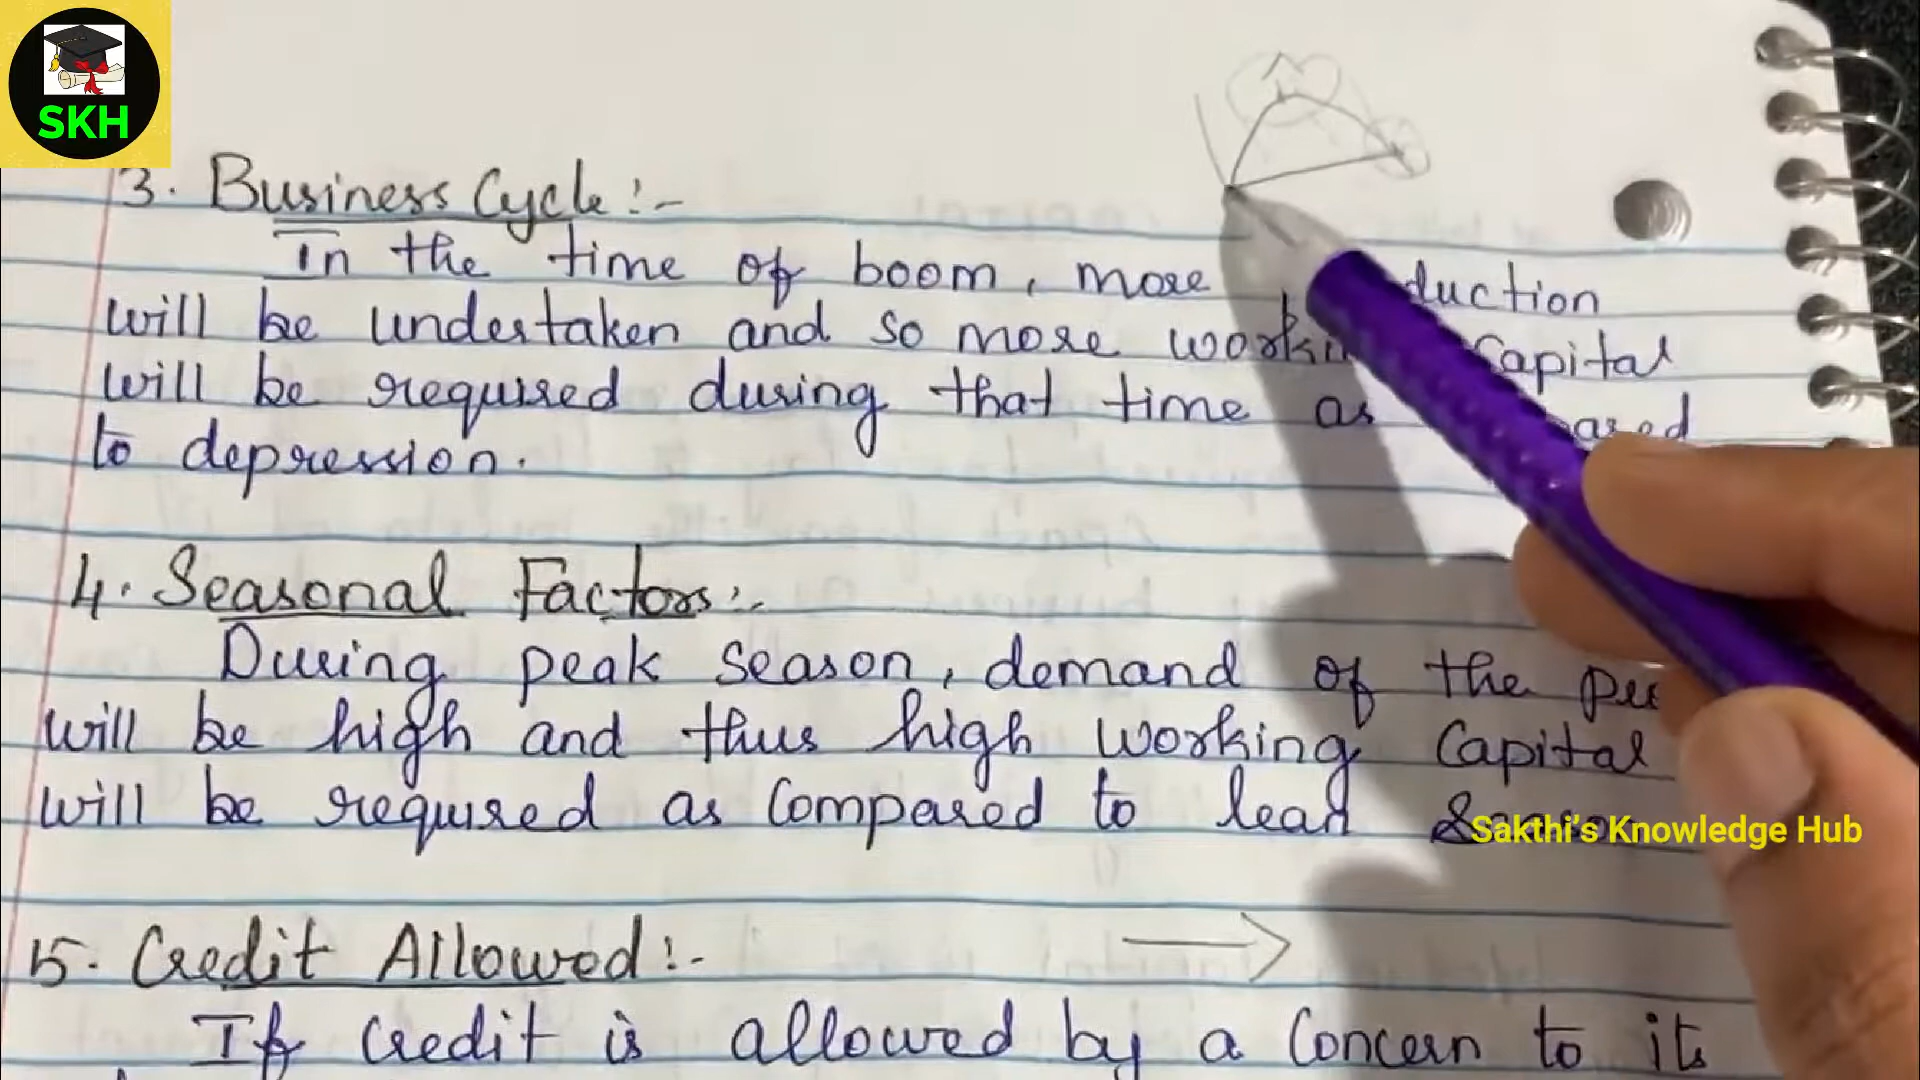 SKH
3. Business Cycle:-
In the time of boom, more duction
will be undertaken and so more Capital
will be required during that time as
to depression.
4. Seasonal Factors:-
During peak season, demand of the
will be high and thus high working Capital
will be required as compared to lean
Sakthi's Knowledge Hub
5. Credit Allowed:-
If credit is allowed by a concern to its